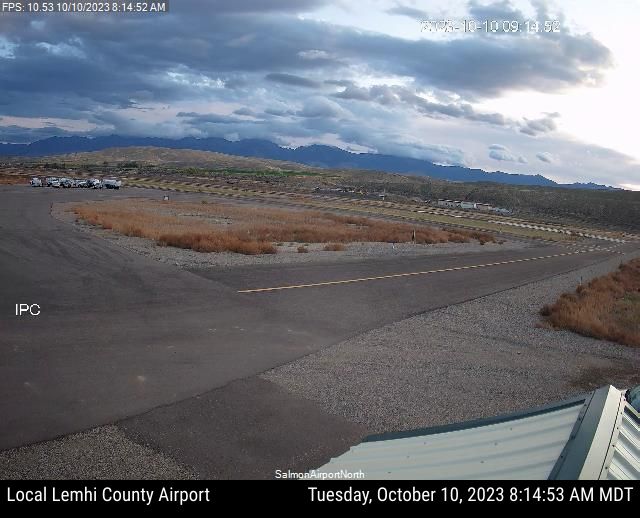 FPS: 10.53 10/10/2023 8:14:52 AM
2023-10-10 09:14:52
IPC
SalmonAirportNorth
Local Lemhi County Airport
Tuesday, October 10, 2023 8:14:53 AM MDT